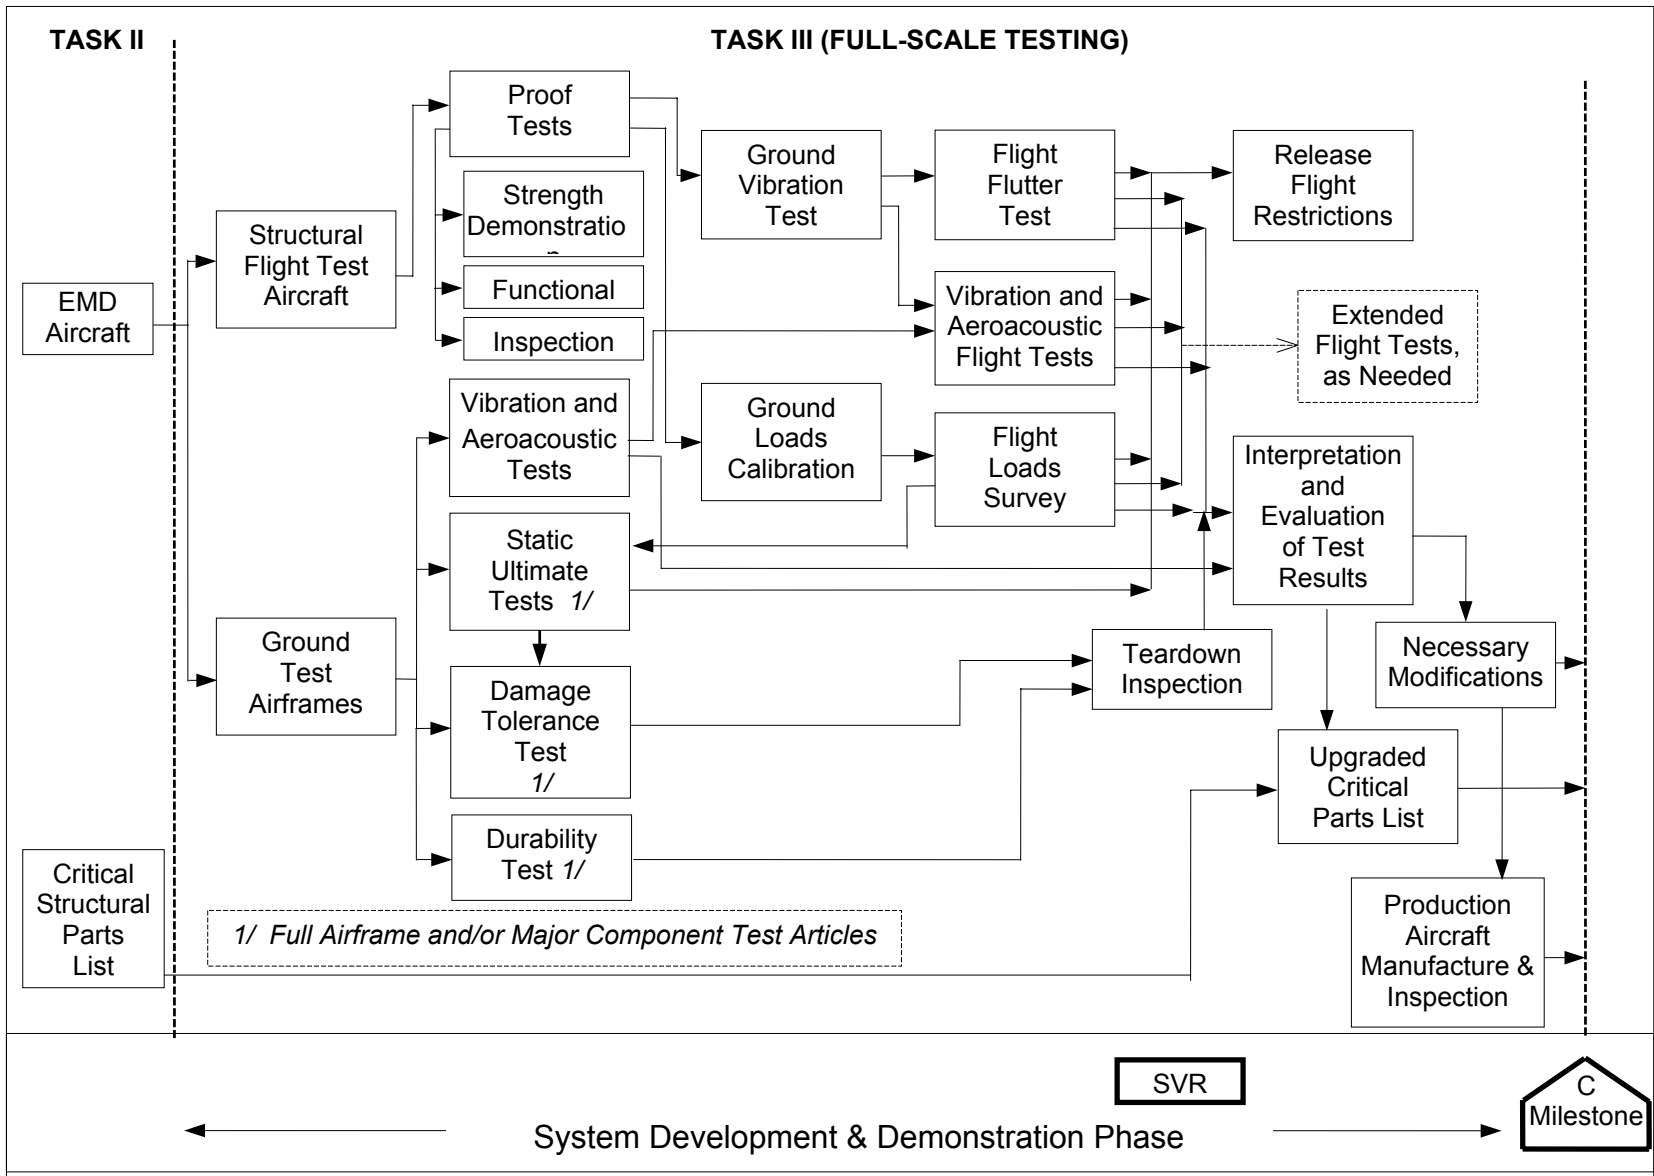 TASK II
TASK III (FULL-SCALE TESTING)
Proof
Tests
Strength
Demonstratio
n
Functional
Inspection
Structural
Flight Test
Aircraft
EMD
Aircraft
Ground
Vibration
Test
Flight
Flutter
Test
Release
Flight
Restrictions
Vibration and
Aeroacoustic
Flight Tests
Extended
Flight Tests,
as Needed
Vibration and
Aeroacoustic
Tests
Ground
Loads
Calibration
Flight
Loads
Survey
Interpretation
and
Evaluation
of Test
Results
Static
Ultimate
Tests 1/
Ground
Test
Airframes
Damage
Tolerance
Test
1/
Teardown
Inspection
Necessary
Modifications
Upgraded
Critical
Parts List
Durability
Test 1/
Critical
Structural
Parts
List
1/ Full Airframe and/or Major Component Test Articles
Production
Aircraft
Manufacture &
Inspection
SVR
C
Milestone
System Development & Demonstration Phase